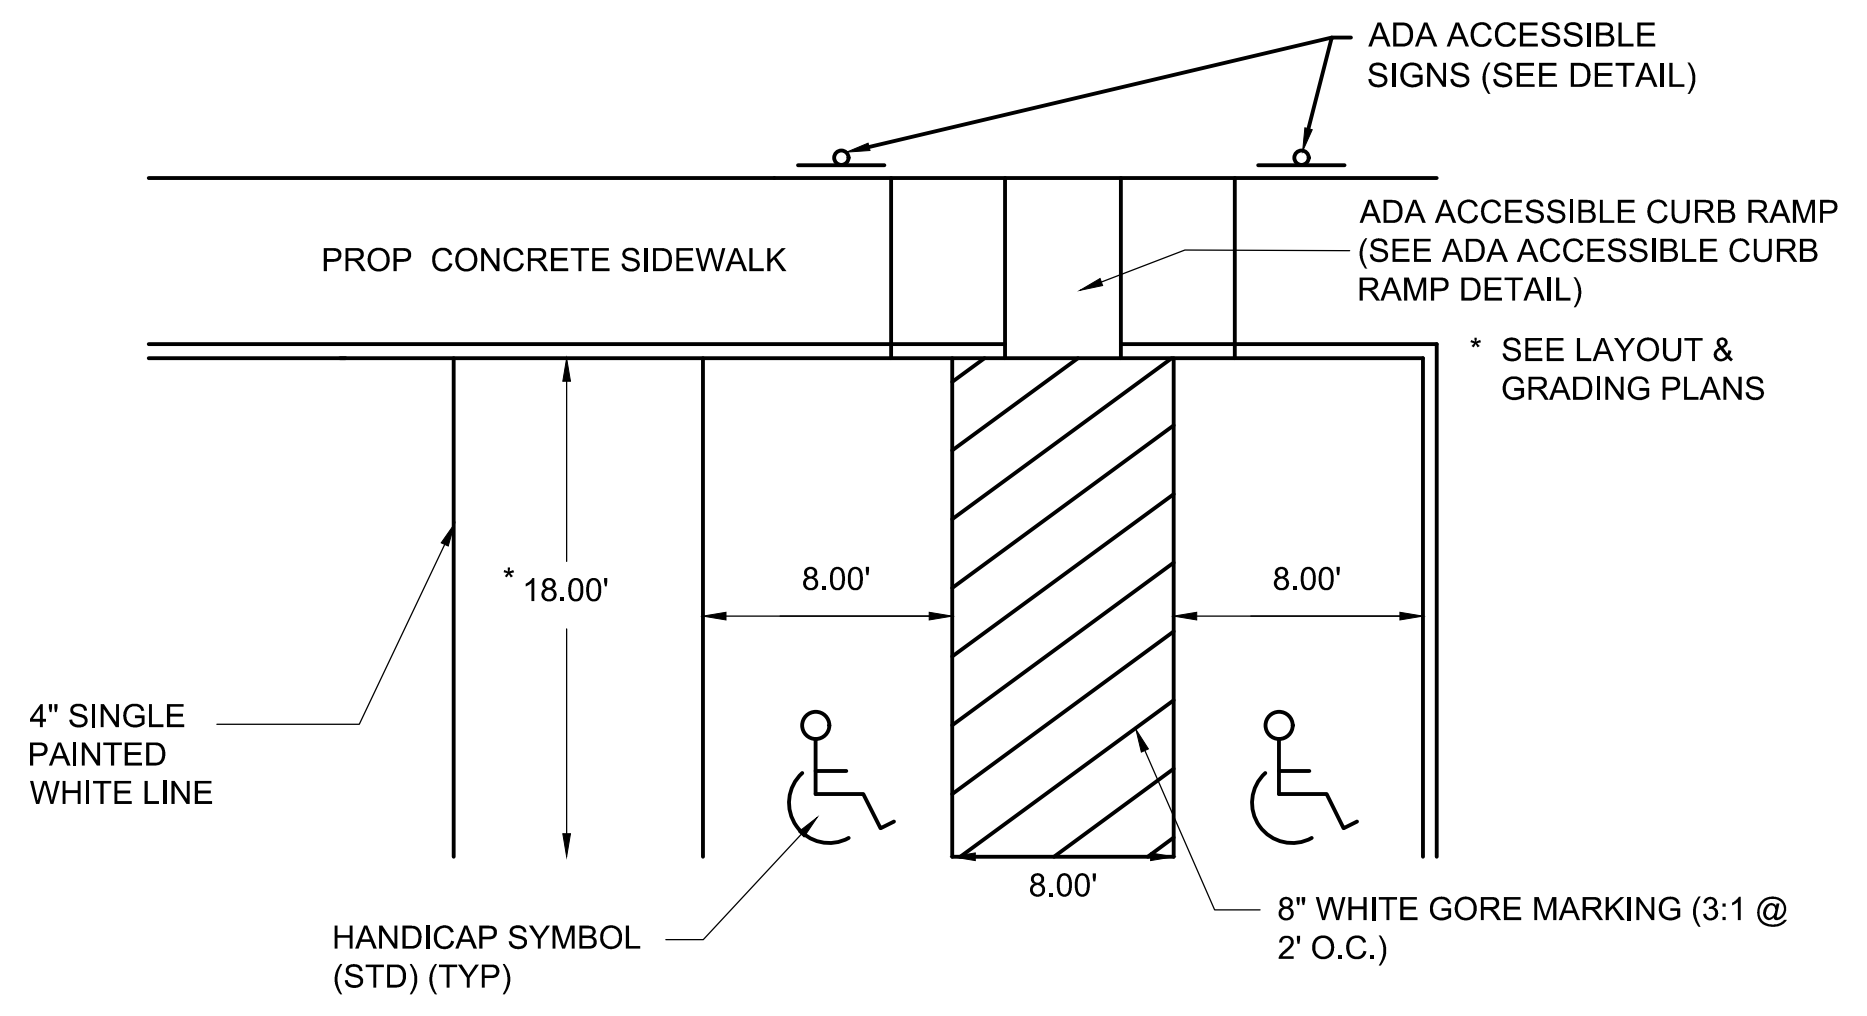 ADA ACCESSIBLE
SIGNS (SEE DETAIL)
ADA ACCESSIBLE CURB RAMP
(SEE ADA ACCESSIBLE CURB
RAMP DETAIL)
PROP CONCRETE SIDEWALK
* SEE LAYOUT &
GRADING PLANS
* 18.00'
8.00'
8.00'
4" SINGLE
PAINTED
WHITE LINE
8.00'
8" WHITE GORE MARKING (3:1 @
2' O.C.)
HANDICAP SYMBOL
(STD) (TYP)